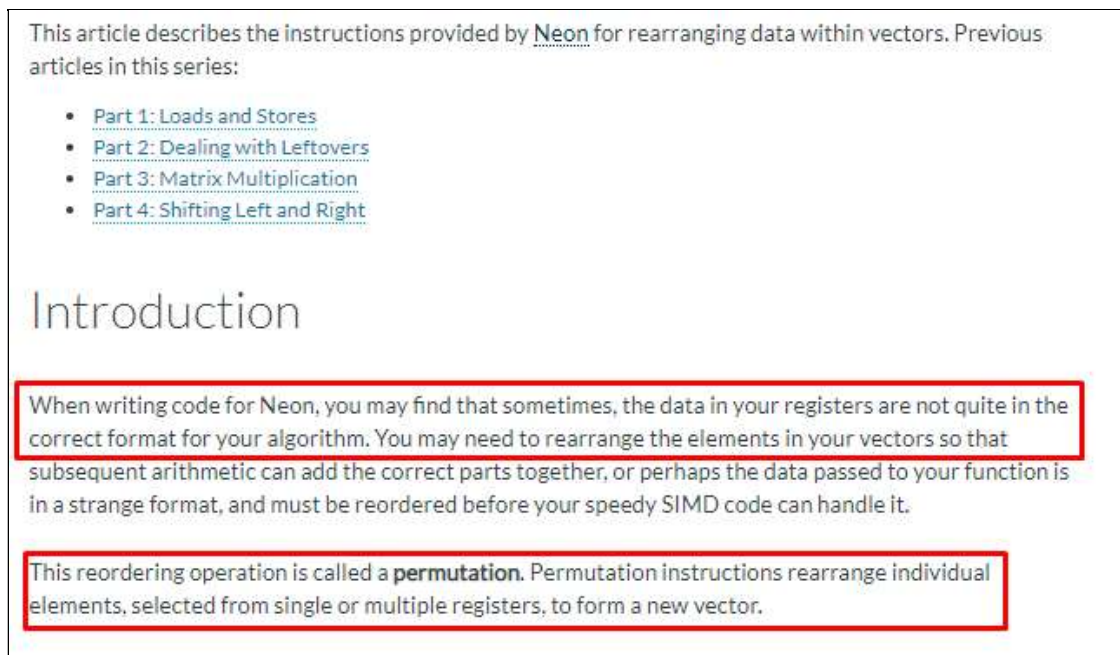 This article describes the instructions provided by Neon for rearranging data within vectors. Previous
articles in this series:
• Part 1: Loads and Stores
• Part 2: Dealing with Leftovers
• Part 3: Matrix Multiplication
• Part 4: Shifting Left and Right
Introduction
When writing code for Neon, you may find that sometimes, the data in your registers are not quite in the
correct format for your algorithm. You may need to rearrange the elements in your vectors so that
subsequent arithmetic can add the correct parts together, or perhaps the data passed to your function is
in a strange format, and must be reordered before your speedy SIMD code can handle it.
This reordering operation is called a permutation. Permutation instructions rearrange individual
elements, selected from single or multiple registers, to form a new vector.